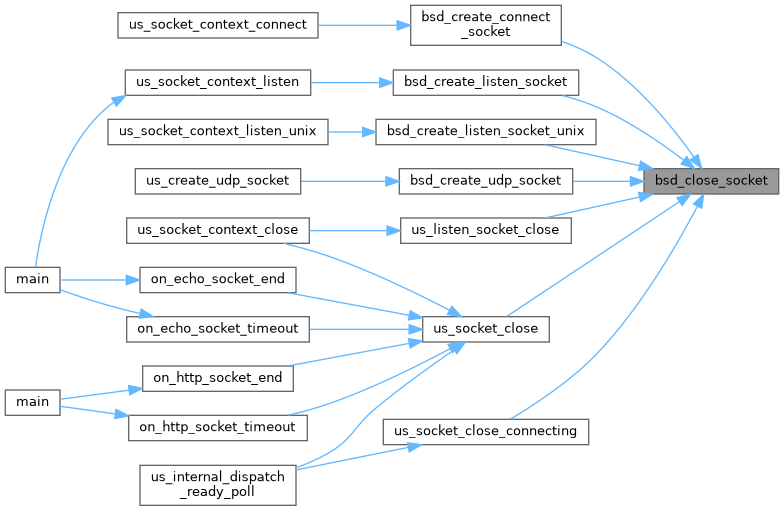 us_socket_context_connect
bsd_create_connect
_socket
us_socket_context_listen
bsd_create_listen_socket
us_socket_context_listen_unix
bsd_create_listen_socket_unix
us_create_udp_socket
bsd_create_udp_socket
bsd_close_socket
us_socket_context_close
us_listen_socket_close
main
on_echo_socket_end
on_echo_socket_timeout
us_socket_close
on_http_socket_end
main
on_http_socket_timeout
us_socket_close_connecting
us_internal_dispatch
_ready_poll